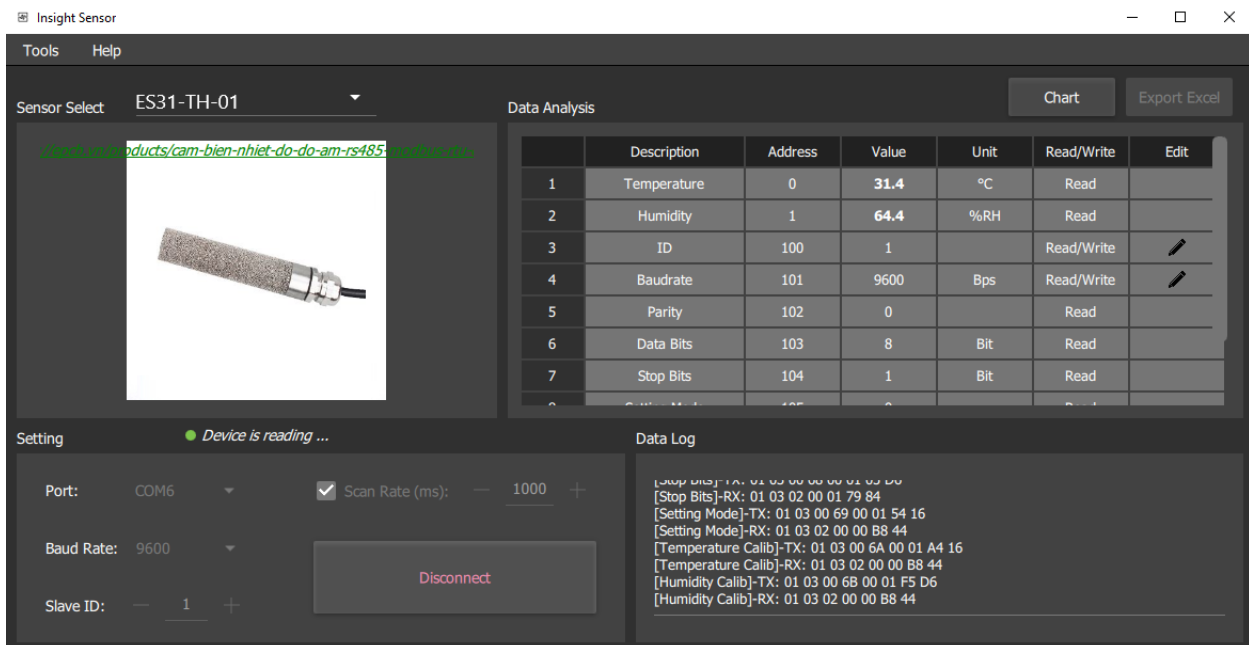 Insight Sensor
Tools Help
Sensor Select ES31-TH-01
Data Analysis
Chart Export Excel
products/cam-bien-nhiet-do-do-am-rs485-
Description Address Value Unit Read/Write Edit
1 Temperature 0 31.4 °C Read
2 Humidity 1 64.4 %RH Read
3 ID 100 1 Read/Write
4 Baudrate 101 9600 Bps Read/Write
5 Parity 102 0 Read
6 Data Bits 103 8 Bit Read
7 Stop Bits 104 1 Bit Read
Setting
Device is reading ...
Port: COM6
Scan Rate (ms): — 1000 +
Baud Rate: 9600
Disconnect
Slave ID: — 1 +
Data Log
[Stop Bits]-RX: 01 03 02 00 01 79 84
[Setting Mode]-TX: 01 03 00 69 00 01 54 16
[Setting Mode]-RX: 01 03 02 00 00 B8 44
[Temperature Calib]-TX: 01 03 00 6A 00 01 A4 16
[Temperature Calib]-RX: 01 03 02 00 00 B8 44
[Humidity Calib]-TX: 01 03 00 6B 00 01 F5 D6
[Humidity Calib]-RX: 01 03 02 00 00 B8 44